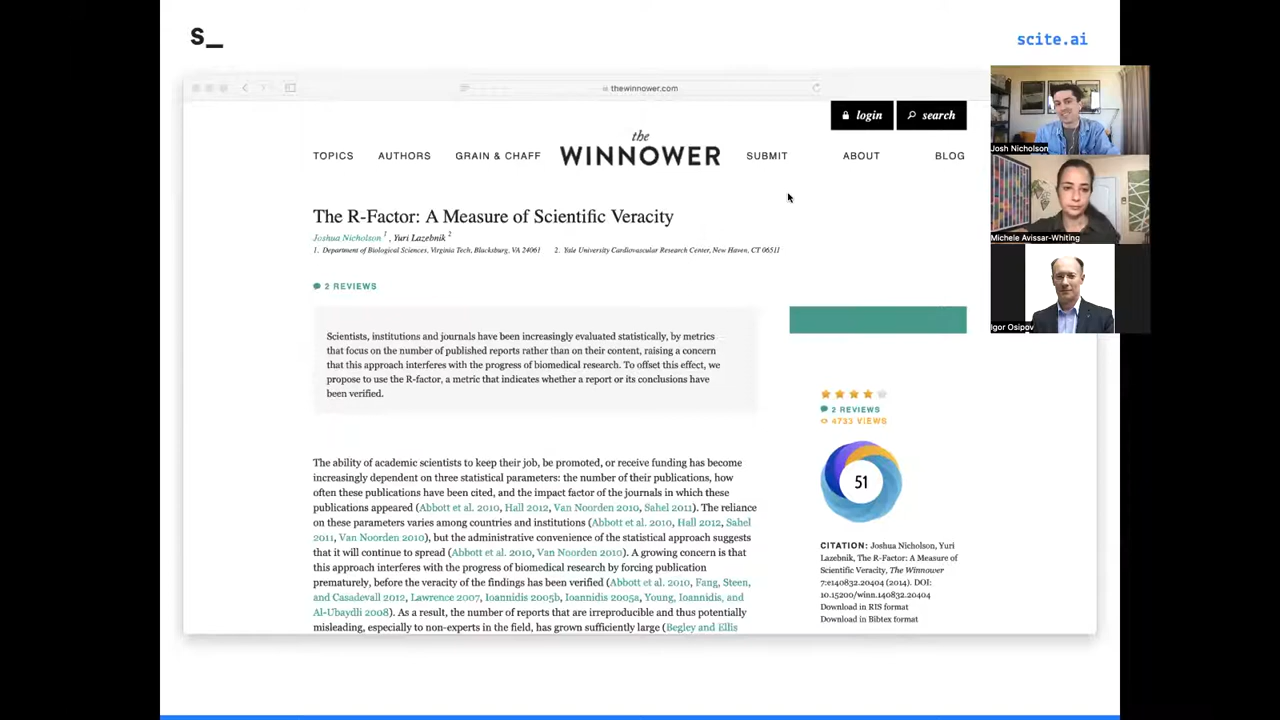 S_
scite.ai
thewinnower.com
login
search
TOPICS
AUTHORS
GRAIN & CHAFF
the
WINNOWER
SUBMIT
ABOUT
BLOG
The R-Factor: A Measure of Scientific Veracity
Joshua Nicholson 1 , Yuri Lazebnik 2
1. Department of Biological Sciences, Virginia Tech, Blacksburg, VA 24061 2. Yale University Cardiovascular Research Center, New Haven, CT 06511
2 REVIEWS
Scientists, institutions and journals have been increasingly evaluated statistically, by metrics
that focus on the number of published reports rather than on their content, raising a concern
that this approach interferes with the progress of biomedical research. To offset this effect, we
propose to use the R-factor, a metric that indicates whether a report or its conclusions have
been verified.
The ability of academic scientists to keep their job, be promoted, or receive funding has become
increasingly dependent on three statistical parameters: the number of their publications, how
often these publications have been cited, and the impact factor of the journals in which these
publications appeared (Abbott et al. 2010, Hall 2012, Van Noorden 2010, Sahel 2011). The reliance
on these parameters varies among countries and institutions (Abbott et al. 2010, Hall 2012, Sahel
2011, Van Noorden 2010), but the administrative convenience of the statistical approach suggests
that it will continue to spread (Abbott et al. 2010, Van Noorden 2010). A growing concern is that
this approach interferes with the progress of biomedical research by forcing publication
prematurely, before the veracity of the findings has been verified (Abbott et al. 2010, Fang, Steen,
and Casadevall 2012, Lawrence 2007, Ioannidis 2005b, Ioannidis 2005a, Young, Ioannidis, and
Al-Ubaydli 2008). As a result, the number of reports that are irreproducible and thus potentially
misleading, especially to non-experts in the field, has grown sufficiently large (Begley and Ellis
2 REVIEWS
4733 VIEWS
51
CITATION: Joshua Nicholson, Yuri
Lazebnik, The R-Factor: A Measure of
Scientific Veracity, The Winnower
7:e140832.20404 (2014). DOI:
10.15200/winn.140832.20404
Download in RIS format
Download in Bibtex format
Josh Nicholson
Michele Avissar-Whiting
Igor Osipov